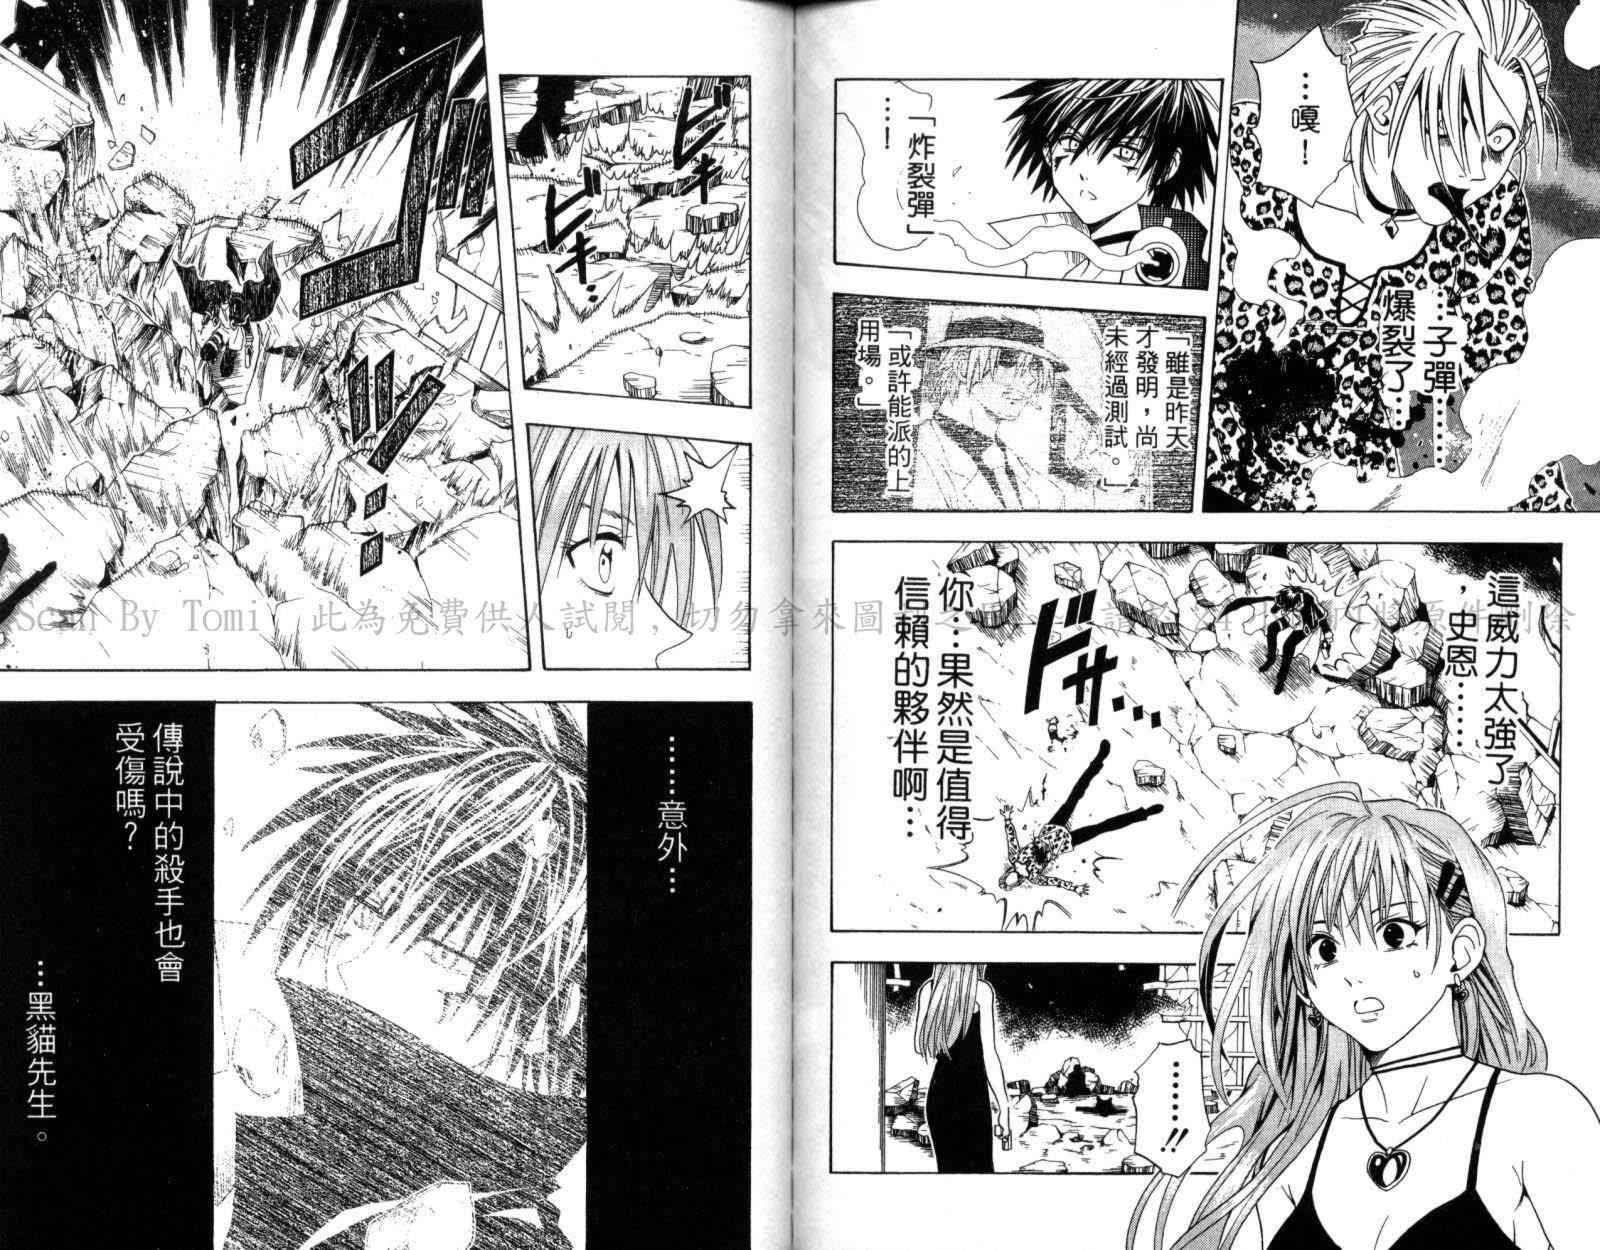 …嘎！
…子彈……
爆裂了…
「炸裂彈」
…！
「雖是昨天
才發明，尚
未經過測試。」
「或許能派的上
用場。」
這威力太強了
，史恩……
你…果然是值得
信賴的夥伴啊…
ドサ…
……!!
ビキ
ビキ…
……意外…
傳說中的殺手也會
受傷嗎？
…黑貓先生。
Scan By Tomi 此為免費供人試閱，切勿拿來圖